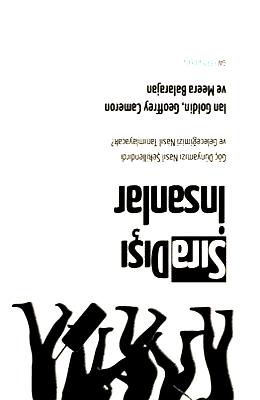 Sıra Dışı
İnsanlar
Göç Dünyamızı Nasıl Şekillendirdi
ve Geleceğimizi Nasıl Tanımlayacak?
Ian Goldin, Geoffrey Cameron
ve Meera Balarajan